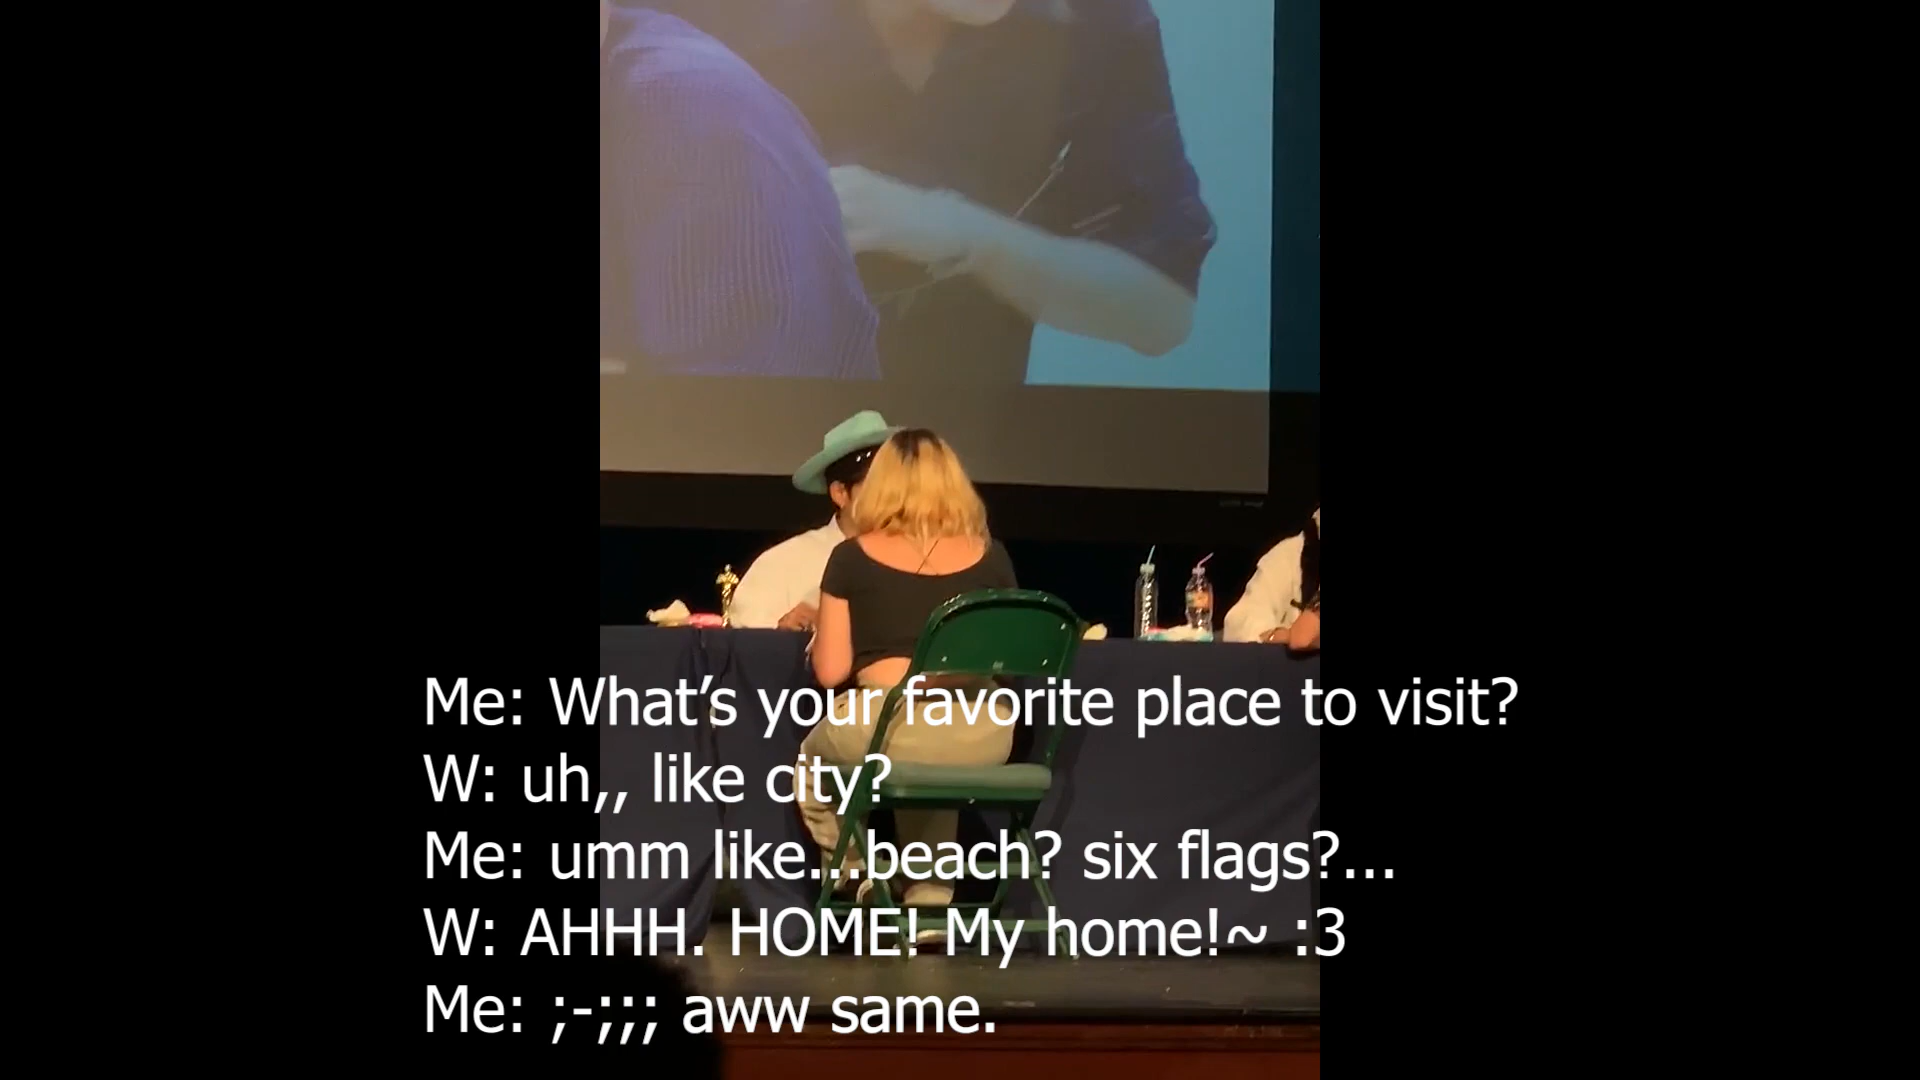 Me: What’s your favorite place to visit?
W: uh,, like city?
Me: umm like...beach? six flags?...
W: AHHH. HOME! My home!~ :3
Me: ;-;;; aww same.